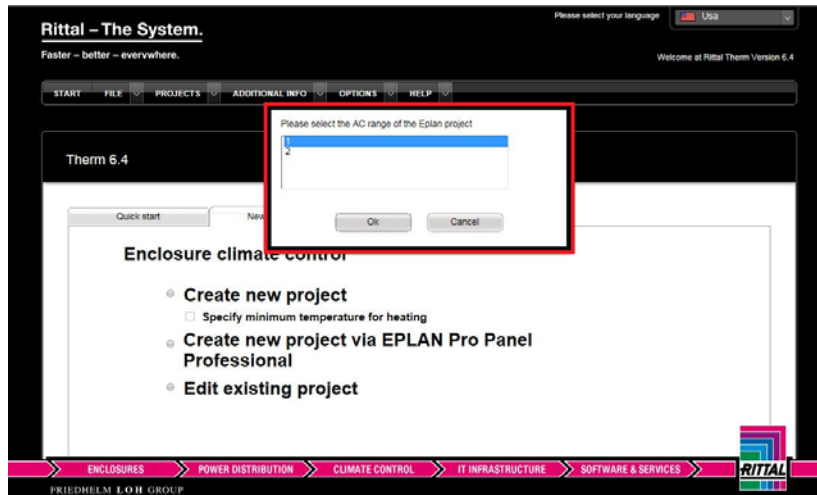 Please select your language
Usa
Rittal – The System.
Faster – better – everywhere.
Welcome at Rittal Therm Version 6.4
START FILE PROJECTS ADDITIONAL INFO OPTIONS HELP
Please select the AC range of the Eplan project
1
2
Therm 6.4
Quick start
New
Ok
Cancel
Enclosure climate control
Create new project
Specify minimum temperature for heating
Create new project via EPLAN Pro Panel
Professional
Edit existing project
ENCLOSURES POWER DISTRIBUTION CLIMATE CONTROL IT INFRASTRUCTURE SOFTWARE & SERVICES
RITTAL
FRIEDHELM LOH GROUP